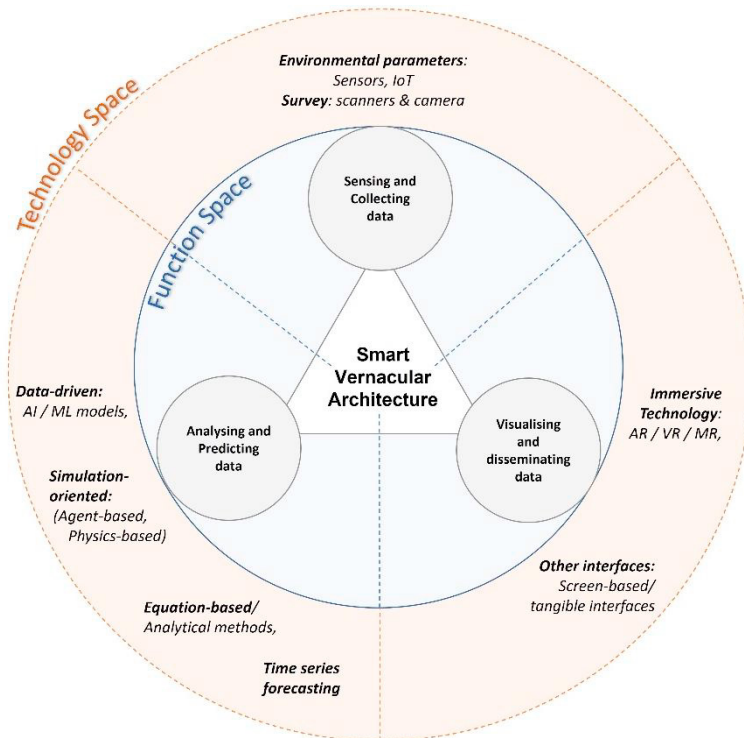 Environmental parameters:
Sensors, IoT
Survey: scanners & camera
Technology Space
Function Space
Sensing and
Collecting
data
Smart
Vernacular
Architecture
Data-driven:
AI / ML models,
Analysing and
Predicting
data
Visualising
and
disseminating
data
Immersive
Technology:
AR / VR / MR,
Simulation-
oriented:
(Agent-based,
Physics-based)
Other interfaces:
Screen-based/
tangible interfaces
Equation-based/
Analytical methods,
Time series
forecasting